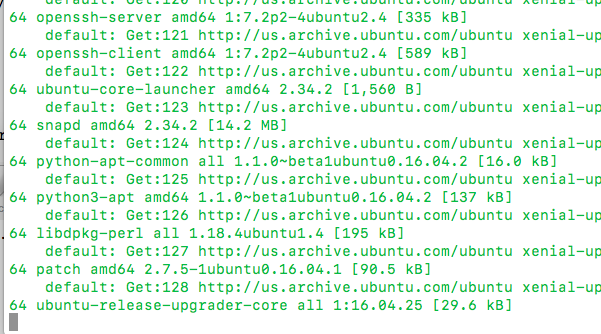 default: Get:120 http://us.archive.ubuntu.com/ubuntu xenial-up
64 openssh-server amd64 1:7.2p2-4ubuntu2.4 [335 kB]
default: Get:121 http://us.archive.ubuntu.com/ubuntu xenial-up
64 openssh-client amd64 1:7.2p2-4ubuntu2.4 [589 kB]
default: Get:122 http://us.archive.ubuntu.com/ubuntu xenial-up
64 ubuntu-core-launcher amd64 2.34.2 [1,560 B]
default: Get:123 http://us.archive.ubuntu.com/ubuntu xenial-up
64 snapd amd64 2.34.2 [14.2 MB]
default: Get:124 http://us.archive.ubuntu.com/ubuntu xenial-up
64 python-apt-common all 1.1.0~beta1ubuntu0.16.04.2 [16.0 kB]
default: Get:125 http://us.archive.ubuntu.com/ubuntu xenial-up
64 python3-apt amd64 1.1.0~beta1ubuntu0.16.04.2 [137 kB]
default: Get:126 http://us.archive.ubuntu.com/ubuntu xenial-up
64 libdpkg-perl all 1.18.4ubuntu1.4 [195 kB]
default: Get:127 http://us.archive.ubuntu.com/ubuntu xenial-up
64 patch amd64 2.7.5-1ubuntu0.16.04.1 [90.5 kB]
default: Get:128 http://us.archive.ubuntu.com/ubuntu xenial-up
64 ubuntu-release-upgrader-core all 1:16.04.25 [29.6 kB]